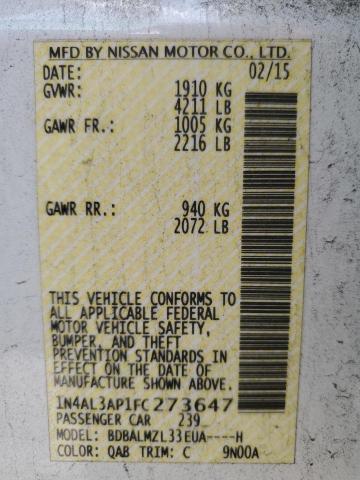 MFD BY NISSAN MOTOR CO., LTD.
DATE: 02/15
GVWR: 1910 KG
4211 LB
GAWR FR.: 1005 KG
2216 LB
GAWR RR.: 940 KG
2072 LB
THIS VEHICLE CONFORMS TO
ALL APPLICABLE FEDERAL
MOTOR VEHICLE SAFETY,
BUMPER, AND THEFT
PREVENTION STANDARDS IN
EFFECT ON THE DATE OF
MANUFACTURE SHOWN ABOVE.
1N4AL3AP1FC273647
PASSENGER CAR 239
MODEL: BDBALMZL33EUA----H
COLOR: QAB TRIM: C 9N00A